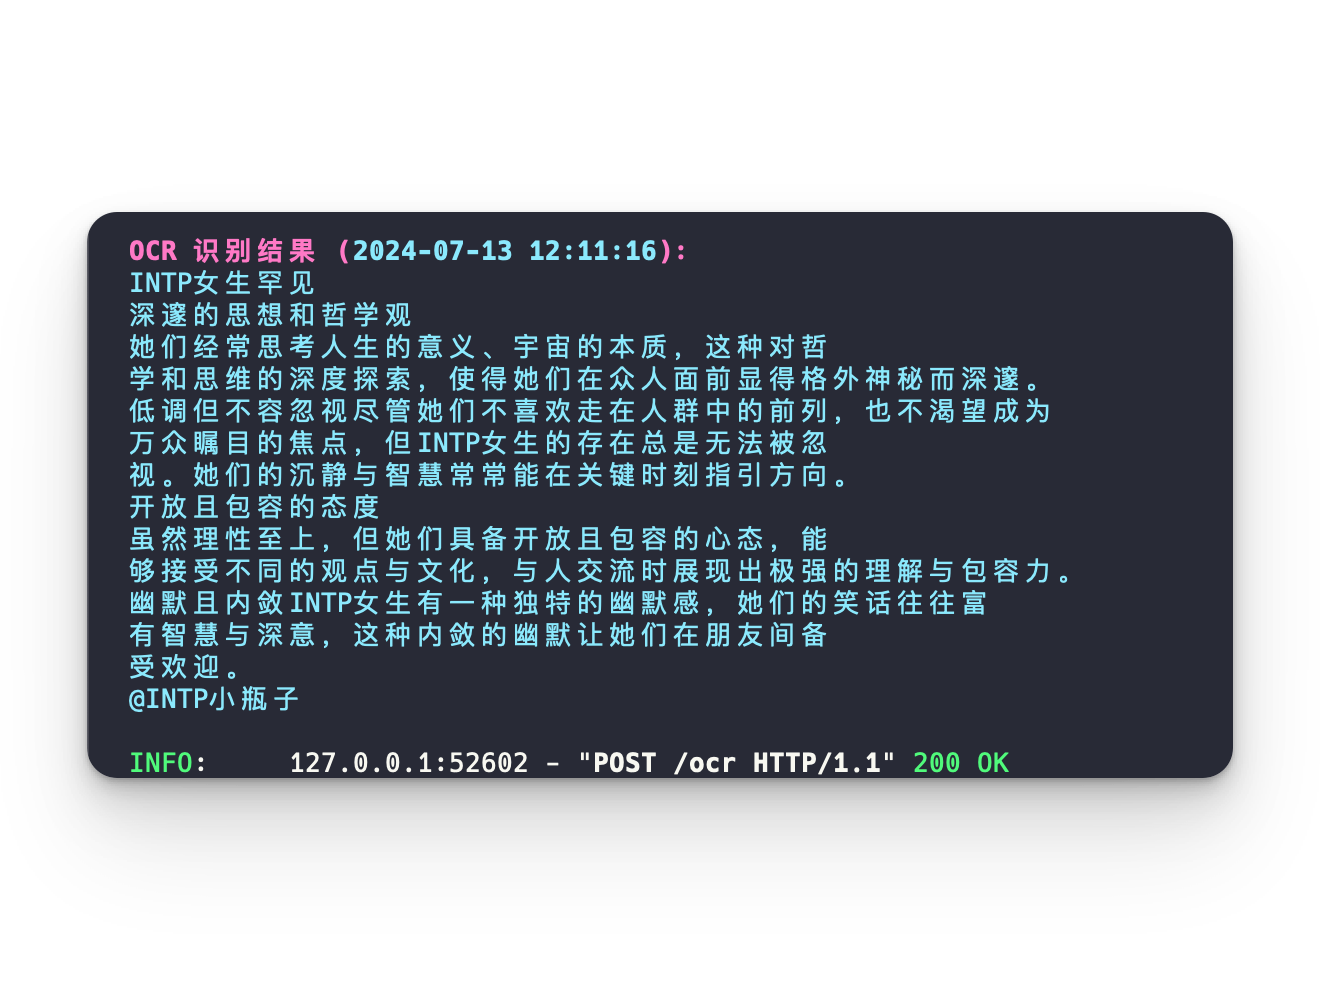 OCR 识别结果 (2024-07-13 12:11:16):
INTP女生罕见
深邃的思想和哲学观
她们经常思考人生的意义、宇宙的本质，这种对哲
学和思维的深度探索，使得她们在众人面前显得格外神秘而深邃。
低调但不容忽视尽管她们不喜欢走在人群中的前列，也不渴望成为
万众瞩目的焦点，但INTP女生的存在总是无法被忽
视。她们的沉静与智慧常常能在关键时刻指引方向。
开放且包容的态度
虽然理性至上，但她们具备开放且包容的心态，能
够接受不同的观点与文化，与人交流时展现出极强的理解与包容力。
幽默且内敛INTP女生有一种独特的幽默感，她们的笑话往往富
有智慧与深意，这种内敛的幽默让她们在朋友间备
受欢迎。
@INTP小瓶子
INFO:     127.0.0.1:52602 - "POST /ocr HTTP/1.1" 200 OK